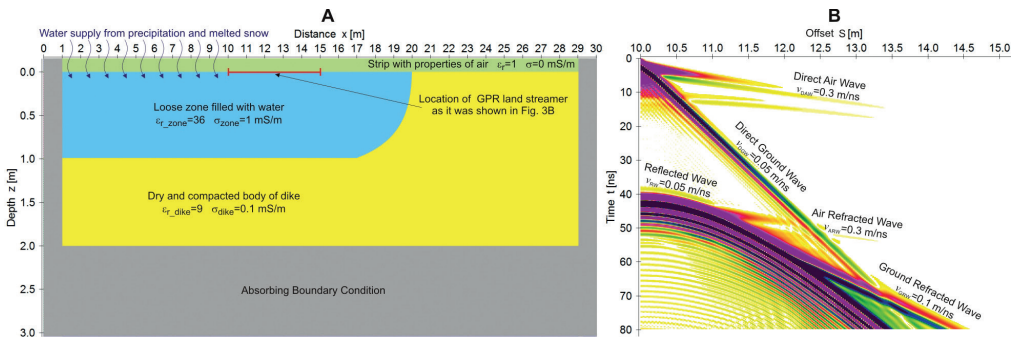 A
Water supply from precipitation and melted snow
Distance x [m]
0 1 2 3 4 5 6 7 8 9 10 11 12 13 14 15 16 17 18 19 20 21 22 23 24 25 26 27 28 29 30
Strip with properties of air εr=1 σ=0 mS/m
Depth z [m]
0.0
0.5
1.0
1.5
2.0
2.5
3.0
Loose zone filled with water
εr_zone=36 σzone=1 mS/m
Location of GPR land streamer
as it was shown in Fig. 3B
Dry and compacted body of dike
εr_dike=9 σdike=0.1 mS/m
Absorbing Boundary Condition
B
Offset S [m]
10.0 10.5 11.0 11.5 12.0 12.5 13.0 13.5 14.0 14.5 15.0
Time t [ns]
0
10
20
30
40
50
60
70
80
Direct Air Wave
vDAW=0.3 m/ns
Direct Ground Wave
vDGW=0.05 m/ns
Reflected Wave
vRW=0.05 m/ns
Air Refracted Wave
vARW=0.3 m/ns
Ground Refracted Wave
vGRW=0.1 m/ns